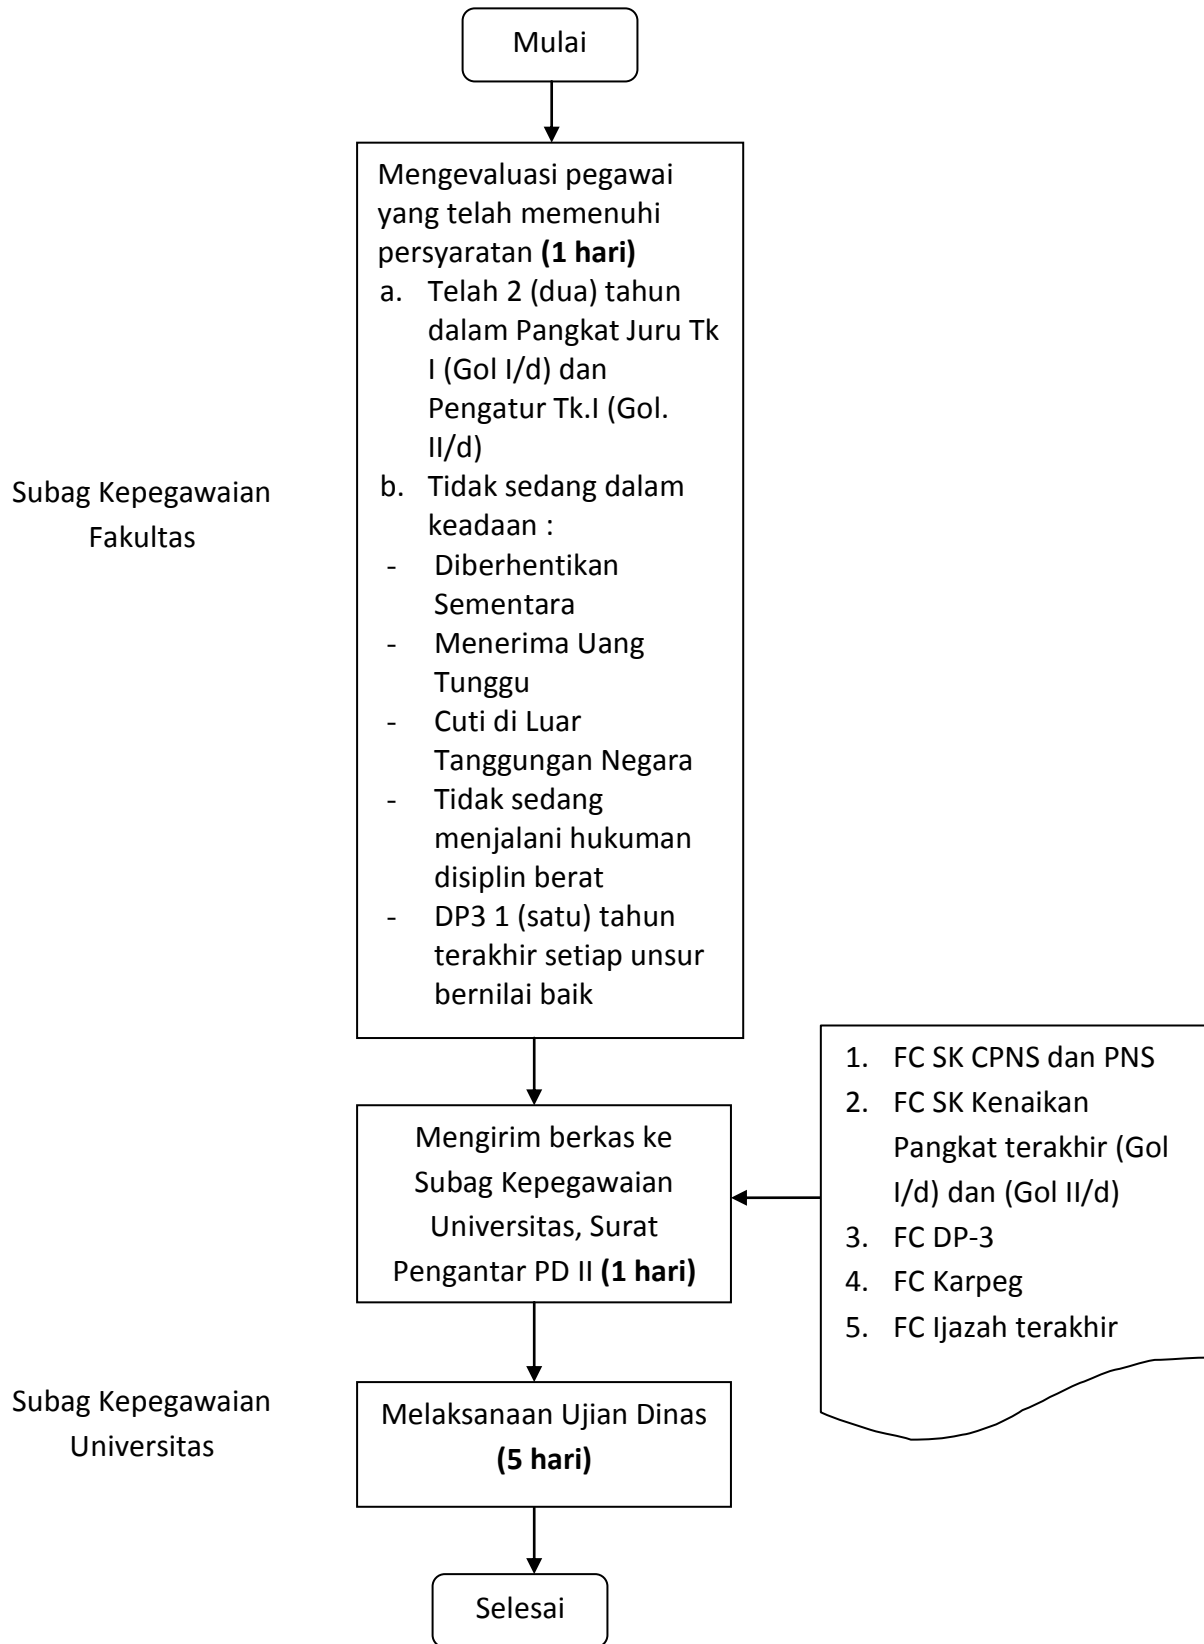 Mulai
Mengevaluasi pegawai
yang telah memenuhi
persyaratan (1 hari)
a. Telah 2 (dua) tahun
dalam Pangkat Juru Tk
I (Gol I/d) dan
Pengatur Tk.I (Gol.
II/d)
b. Tidak sedang dalam
keadaan :
- Diberhentikan
Sementara
- Menerima Uang
Tunggu
- Cuti di Luar
Tanggungan Negara
- Tidak sedang
menjalani hukuman
disiplin berat
- DP3 1 (satu) tahun
terakhir setiap unsur
bernilai baik
Subag Kepegawaian
Fakultas
Mengirim berkas ke
Subag Kepegawaian
Universitas, Surat
Pengantar PD II (1 hari)
1. FC SK CPNS dan PNS
2. FC SK Kenaikan
Pangkat terakhir (Gol
I/d) dan (Gol II/d)
3. FC DP-3
4. FC Karpeg
5. FC Ijazah terakhir
Subag Kepegawaian
Universitas
Melaksanaan Ujian Dinas
(5 hari)
Selesai